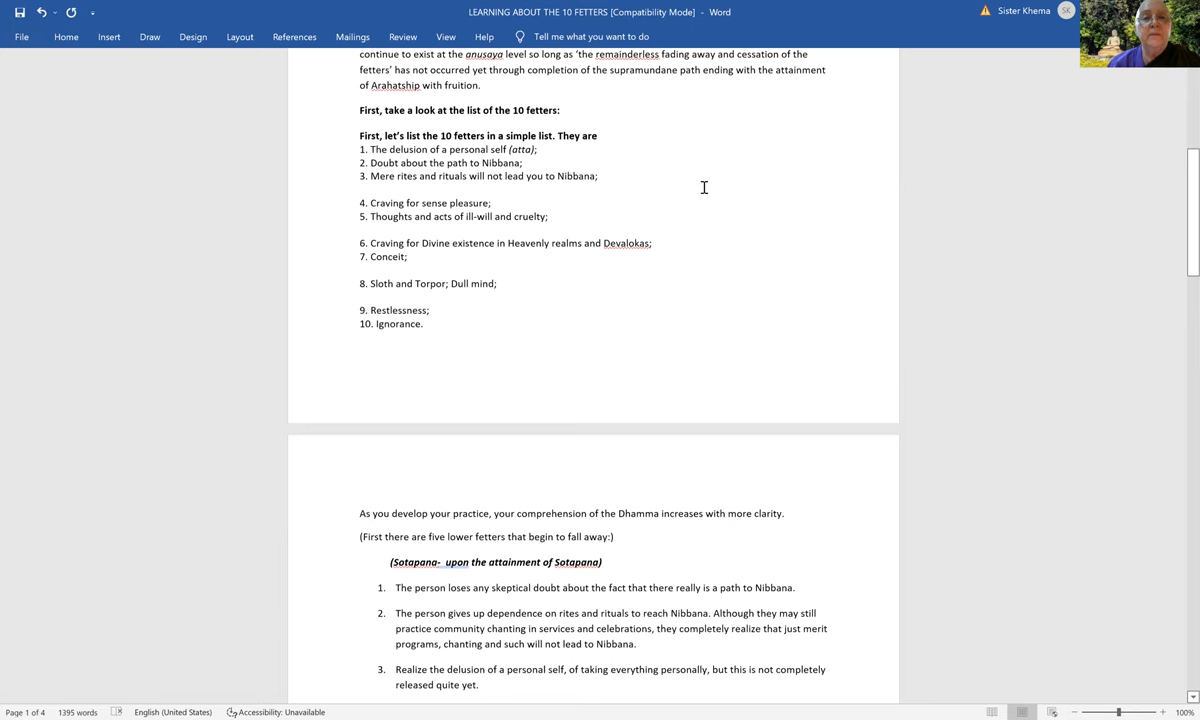 LEARNING ABOUT THE 10 FETTERS [Compatibility Mode] - Word
Sister Khema
SK
File Home Insert Draw Design Layout References Mailings Review View Help Tell me what you want to do
continue to exist at the anusaya level so long as ‘the remainderless fading away and cessation of the
fetters’ has not occurred yet through completion of the supramundane path ending with the attainment
of Arahatship with fruition.
First, take a look at the list of the 10 fetters:
First, let’s list the 10 fetters in a simple list. They are
1. The delusion of a personal self (atta);
2. Doubt about the path to Nibbana;
3. Mere rites and rituals will not lead you to Nibbana;
4. Craving for sense pleasure;
5. Thoughts and acts of ill-will and cruelty;
6. Craving for Divine existence in Heavenly realms and Devalokas;
7. Conceit;
8. Sloth and Torpor; Dull mind;
9. Restlessness;
10. Ignorance.
As you develop your practice, your comprehension of the Dhamma increases with more clarity.
(First there are five lower fetters that begin to fall away:)
(Sotapana- upon the attainment of Sotapana)
1. The person loses any skeptical doubt about the fact that there really is a path to Nibbana.
2. The person gives up dependence on rites and rituals to reach Nibbana. Although they may still
practice community chanting in services and celebrations, they completely realize that just merit
programs, chanting and such will not lead to Nibbana.
3. Realize the delusion of a personal self, of taking everything personally, but this is not completely
released quite yet.
Page 1 of 4 1395 words English (United States) Accessibility: Unavailable 100%